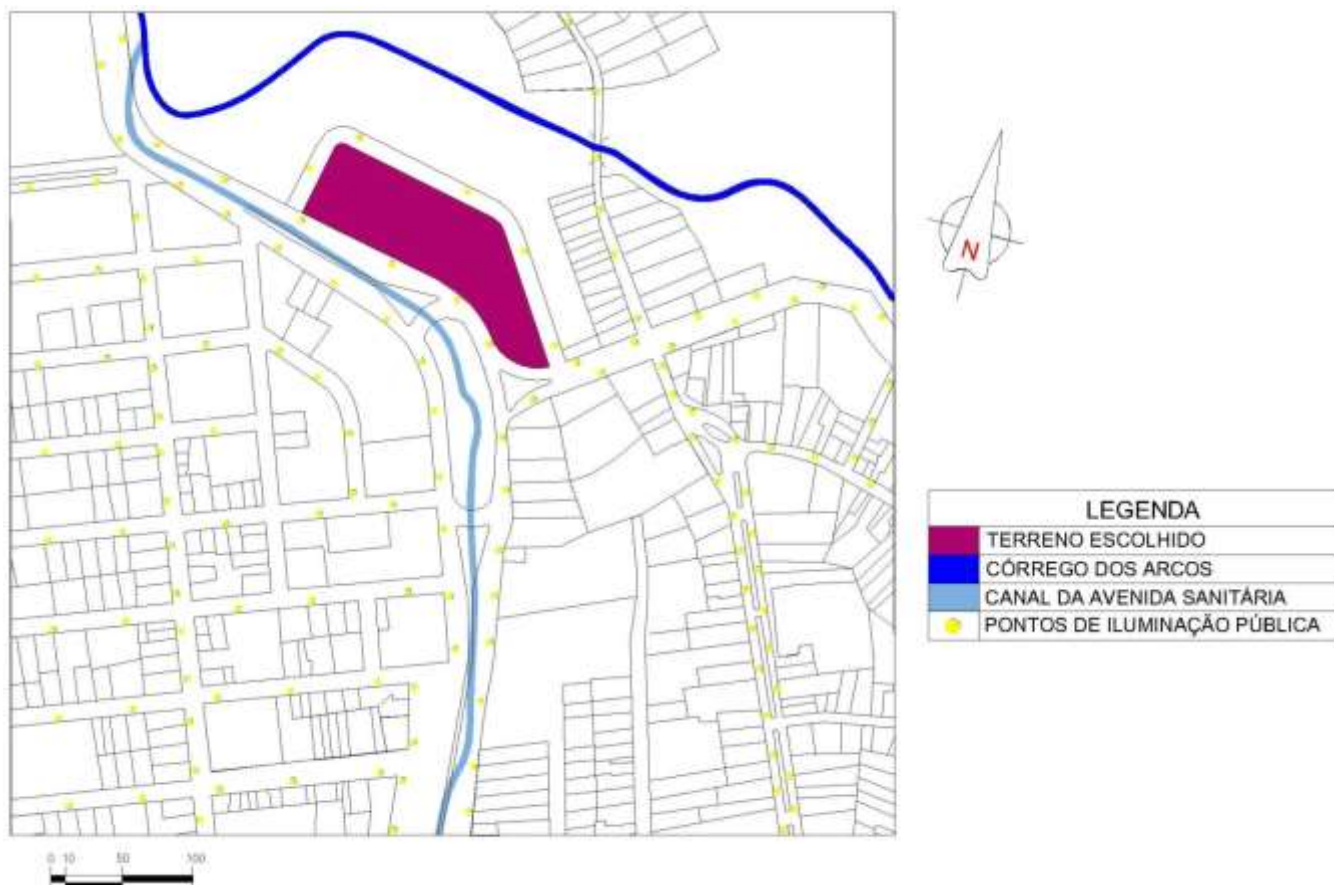 N
LEGENDA
TERRENO ESCOLHIDO
CÓRREGO DOS ARCOS
CANAL DA AVENIDA SANITÁRIA
PONTOS DE ILUMINAÇÃO PÚBLICA
0 10 50 100